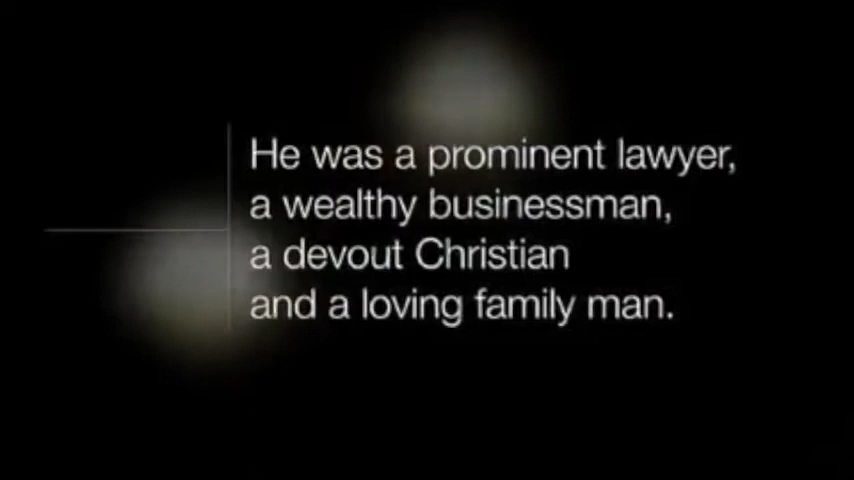 He was a prominent lawyer,
a wealthy businessman,
a devout Christian
and a loving family man.